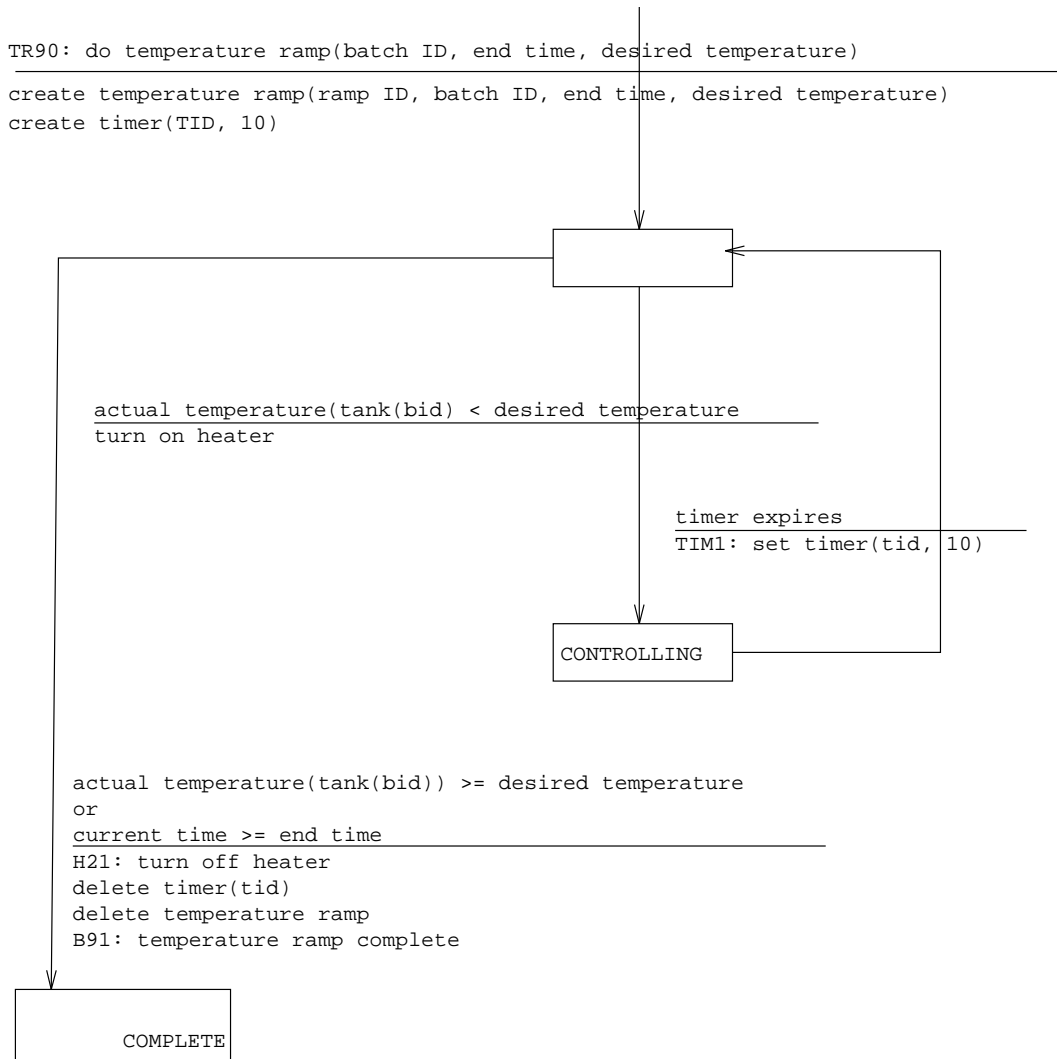 TR90: do temperature ramp(batch ID, end time, desired temperature)
create temperature ramp(ramp ID, batch ID, end time, desired temperature)
create timer(TID, 10)
actual temperature(tank(bid) < desired temperature
turn on heater
timer expires
TIM1: set timer(tid, 10)
CONTROLLING
actual temperature(tank(bid)) >= desired temperature
or
current time >= end time
H21: turn off heater
delete timer(tid)
delete temperature ramp
B91: temperature ramp complete
COMPLETE